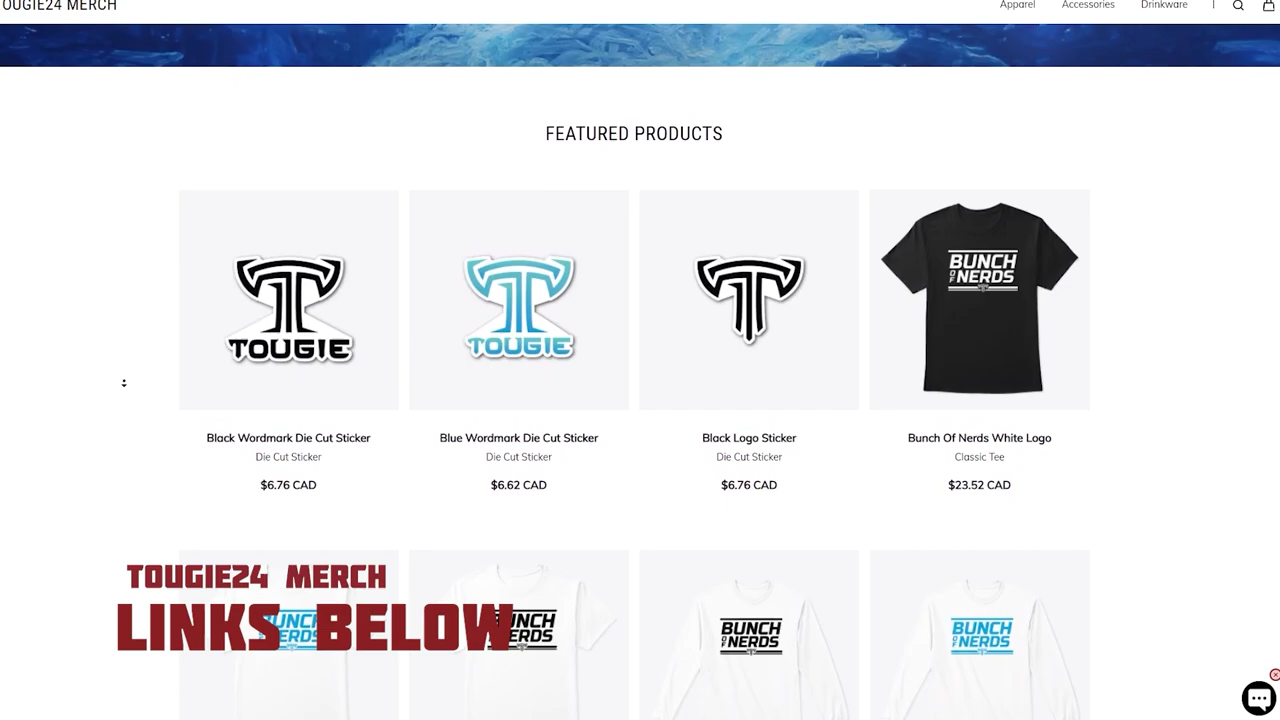 TOUGIE24 MERCH
Apparel Accessories Drinkware
FEATURED PRODUCTS
TOUGIE
TOUGIE
BUNCH
OF NERDS
Black Wordmark Die Cut Sticker
Die Cut Sticker
$6.76 CAD
Blue Wordmark Die Cut Sticker
Die Cut Sticker
$6.62 CAD
Black Logo Sticker
Die Cut Sticker
$6.76 CAD
Bunch Of Nerds White Logo
Classic Tee
$23.52 CAD
TOUGIE24 MERCH
LINKS BELOW
BUNCH
NERDS
BUNCH
NERDS
BUNCH
OF NERDS
BUNCH
OF NERDS